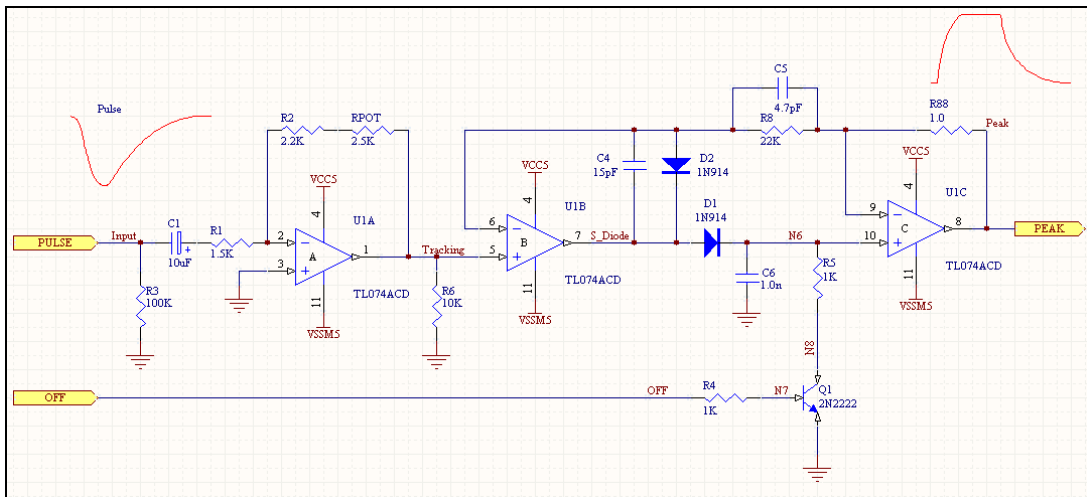 Pulse
R2
2.2K
RPOT
2.5K
VCC5
4
C1
10uF
+
R1
1.5K
PULSE
Input
2
3
A
1
U1A
TL074ACD
11
VSSM5
R3
100K
Tracking
R6
10K
VCC5
4
U1B
6
5
B
7
TL074ACD
11
VSSM5
S_Diode
C4
15pF
D2
1N914
D1
1N914
C5
4.7pF
R8
22K
R88
1.0
Peak
VCC5
4
U1C
9
10
C
8
TL074ACD
11
VSSM5
PEAK
N6
C6
1.0n
R5
1K
N8
OFF
OFF
R4
1K
N7
Q1
2N2222